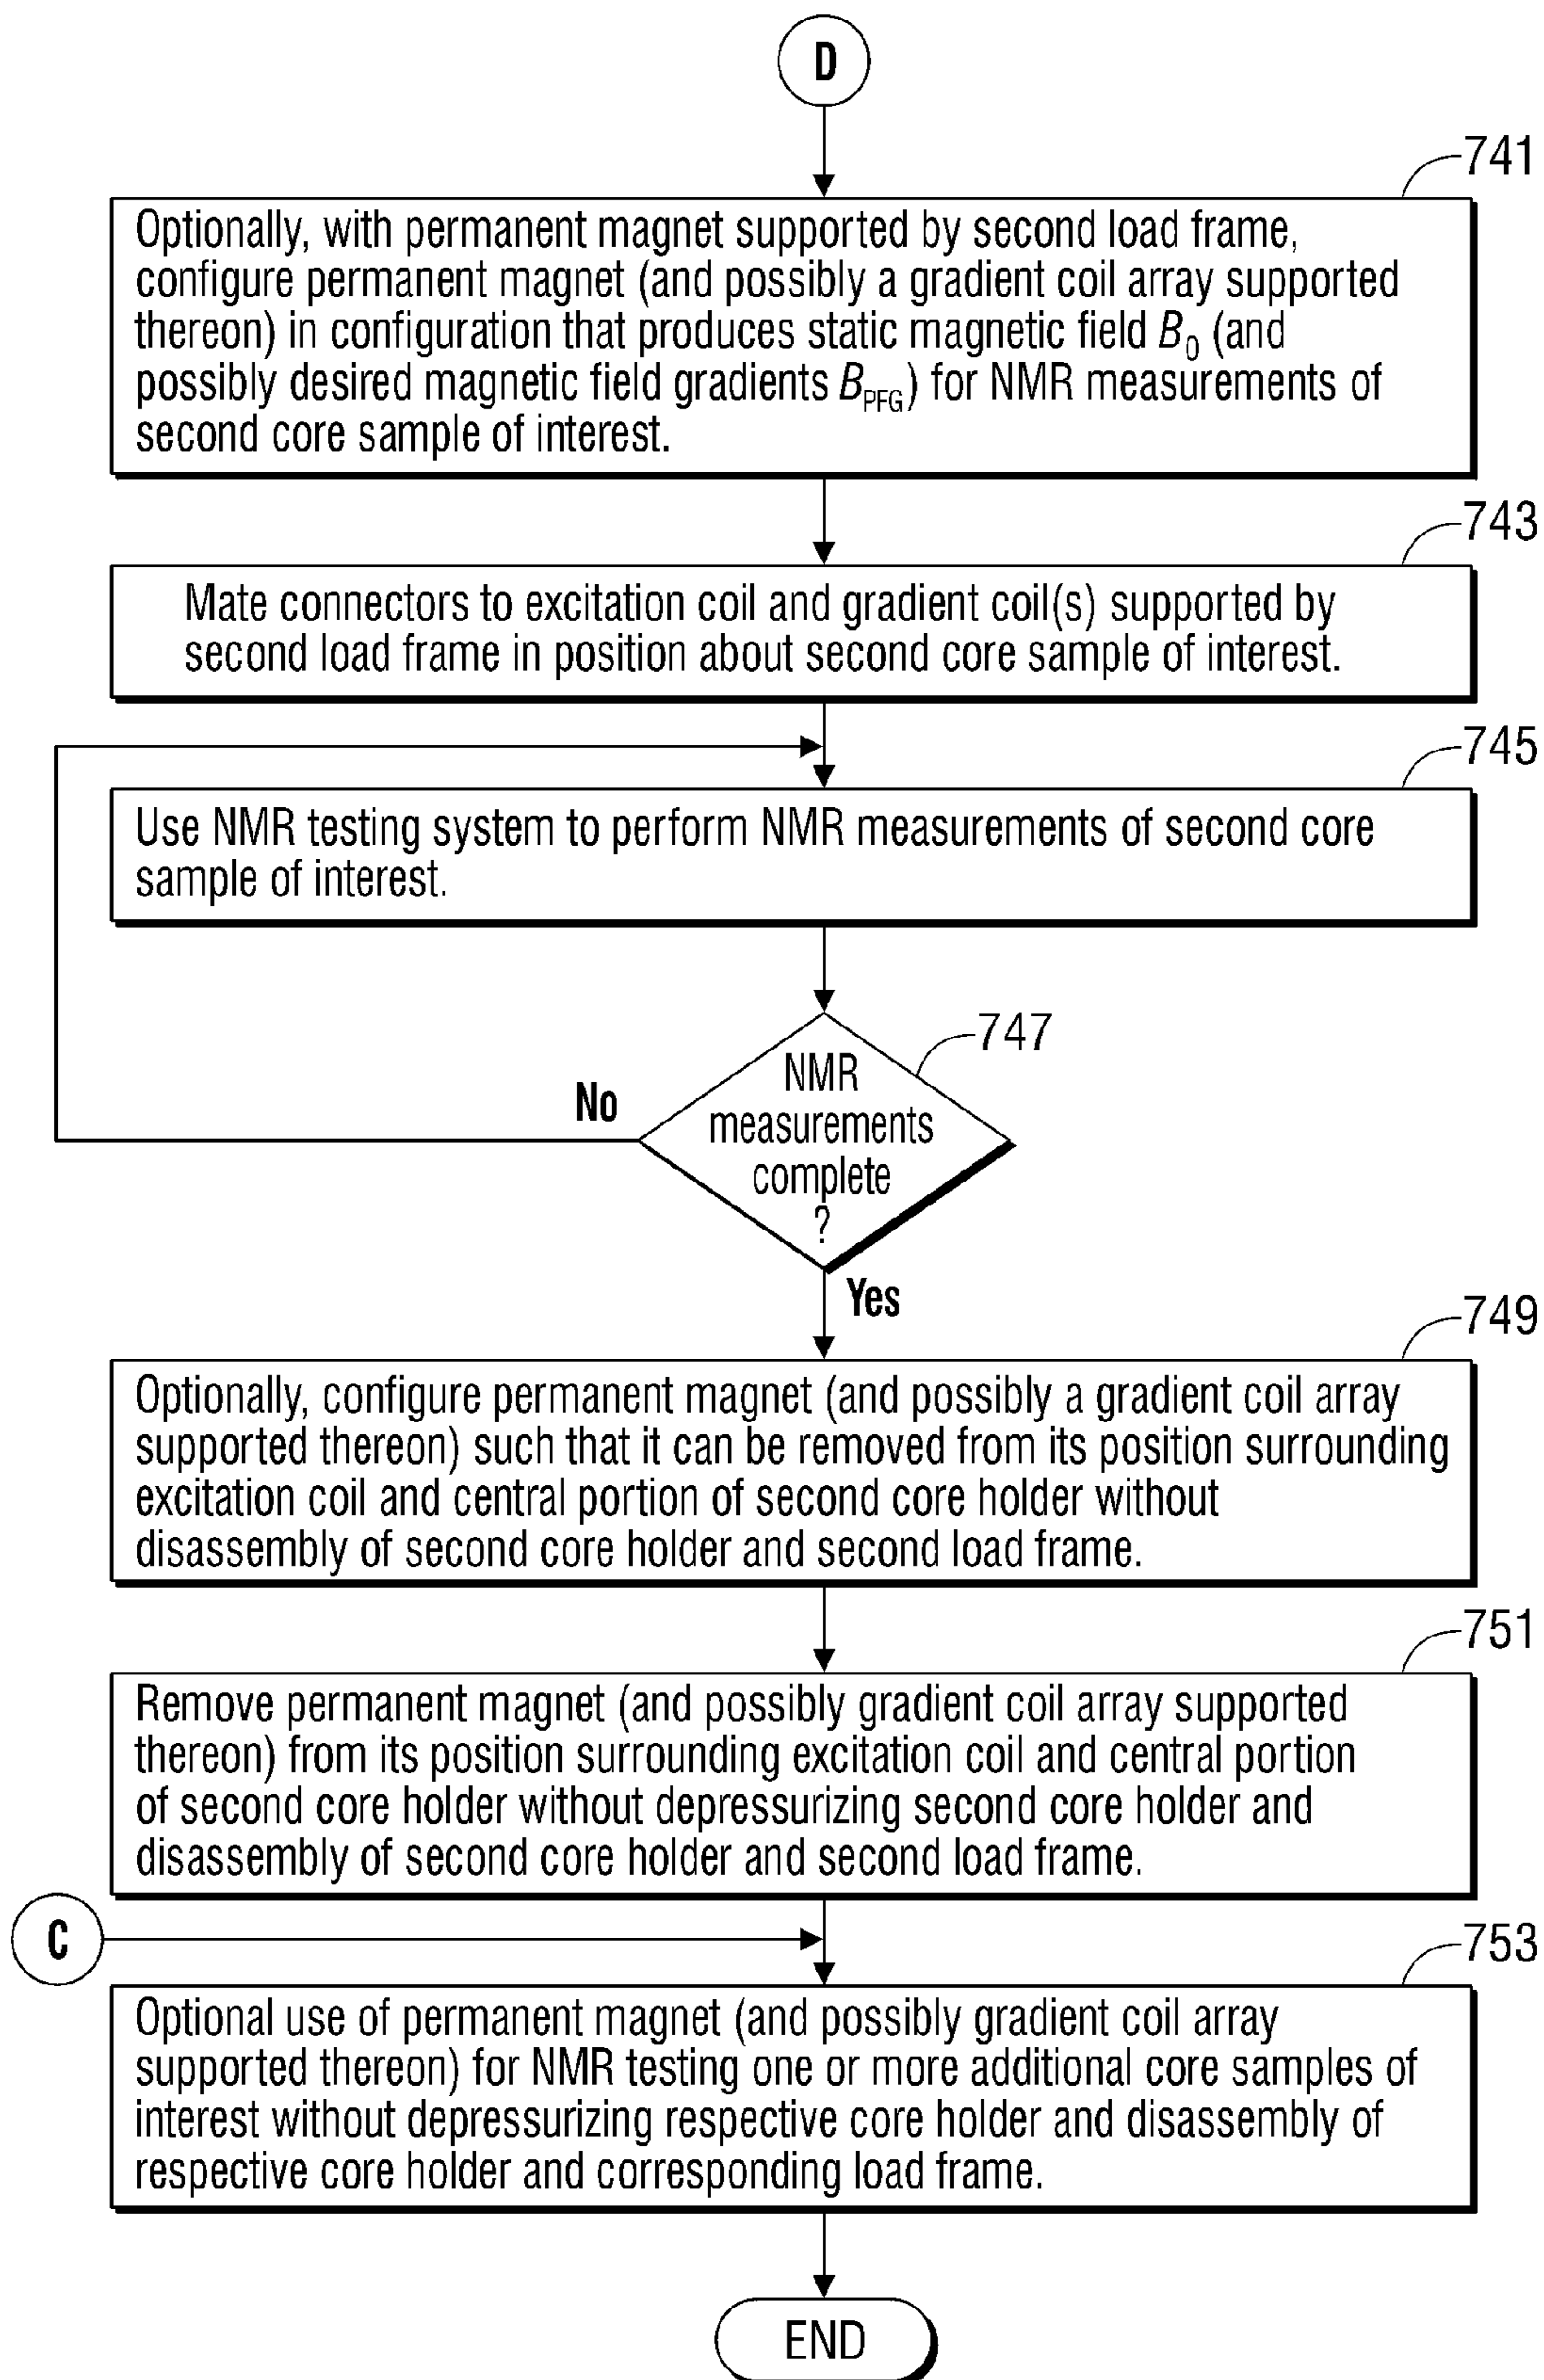 D
741
Optionally, with permanent magnet supported by second load frame,
configure permanent magnet (and possibly a gradient coil array supported
thereon) in configuration that produces static magnetic field B0 (and
possibly desired magnetic field gradients BPFG) for NMR measurements of
second core sample of interest.
743
Mate connectors to excitation coil and gradient coil(s) supported by
second load frame in position about second core sample of interest.
745
Use NMR testing system to perform NMR measurements of second core
sample of interest.
747
NMR
measurements
complete
?
No
Yes
749
Optionally, configure permanent magnet (and possibly a gradient coil array
supported thereon) such that it can be removed from its position surrounding
excitation coil and central portion of second core holder without
disassembly of second core holder and second load frame.
751
Remove permanent magnet (and possibly gradient coil array supported
thereon) from its position surrounding excitation coil and central portion
of second core holder without depressurizing second core holder and
disassembly of second core holder and second load frame.
C
753
Optional use of permanent magnet (and possibly gradient coil array
supported thereon) for NMR testing one or more additional core samples of
interest without depressurizing respective core holder and disassembly of
respective core holder and corresponding load frame.
END